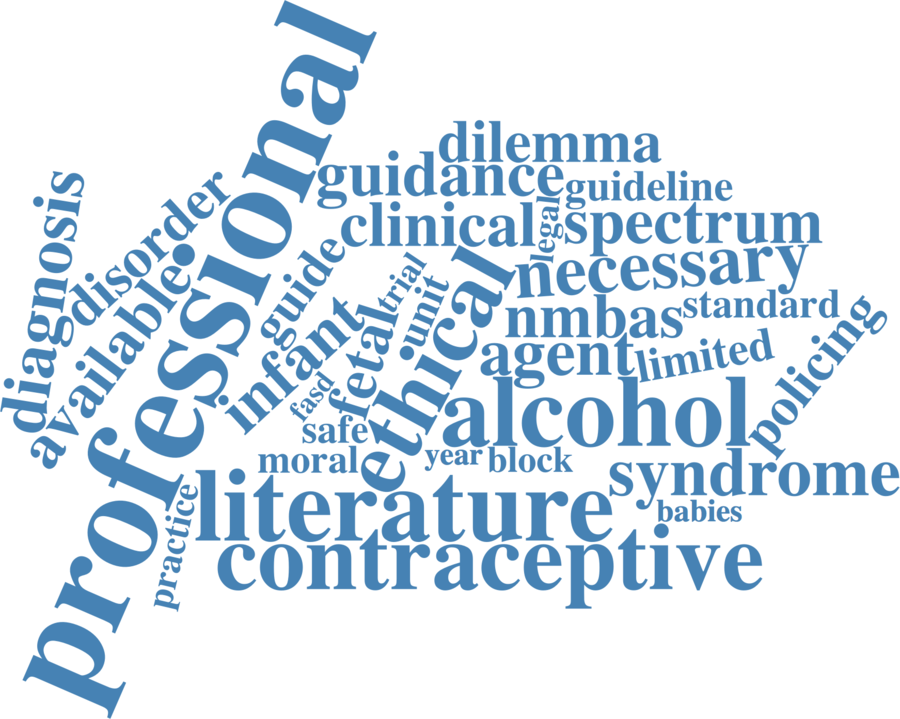 professional
dilemma
guidance
guideline
diagnosis
disorder
clinical
legal
spectrum
available
guide
trial
necessary
infant
fetal
unit
ethical
nmbas
standard
agent
limited
policing
fasd
safe
alcohol
moral
year
block
syndrome
practice
literature
babies
contraceptive